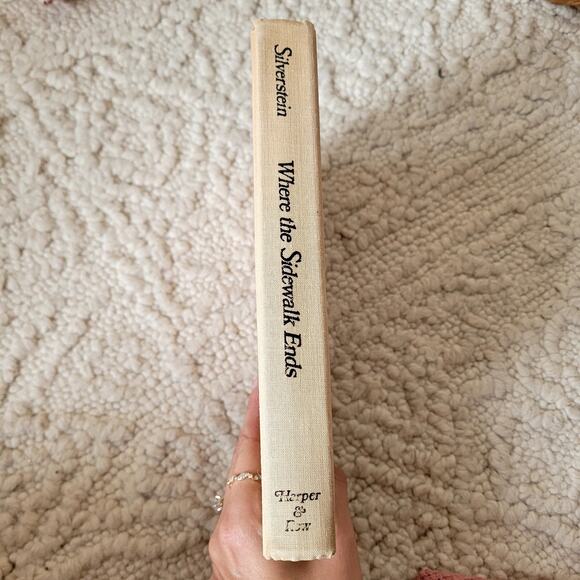 Silverstein
Where the Sidewalk Ends
Harper
&
Row